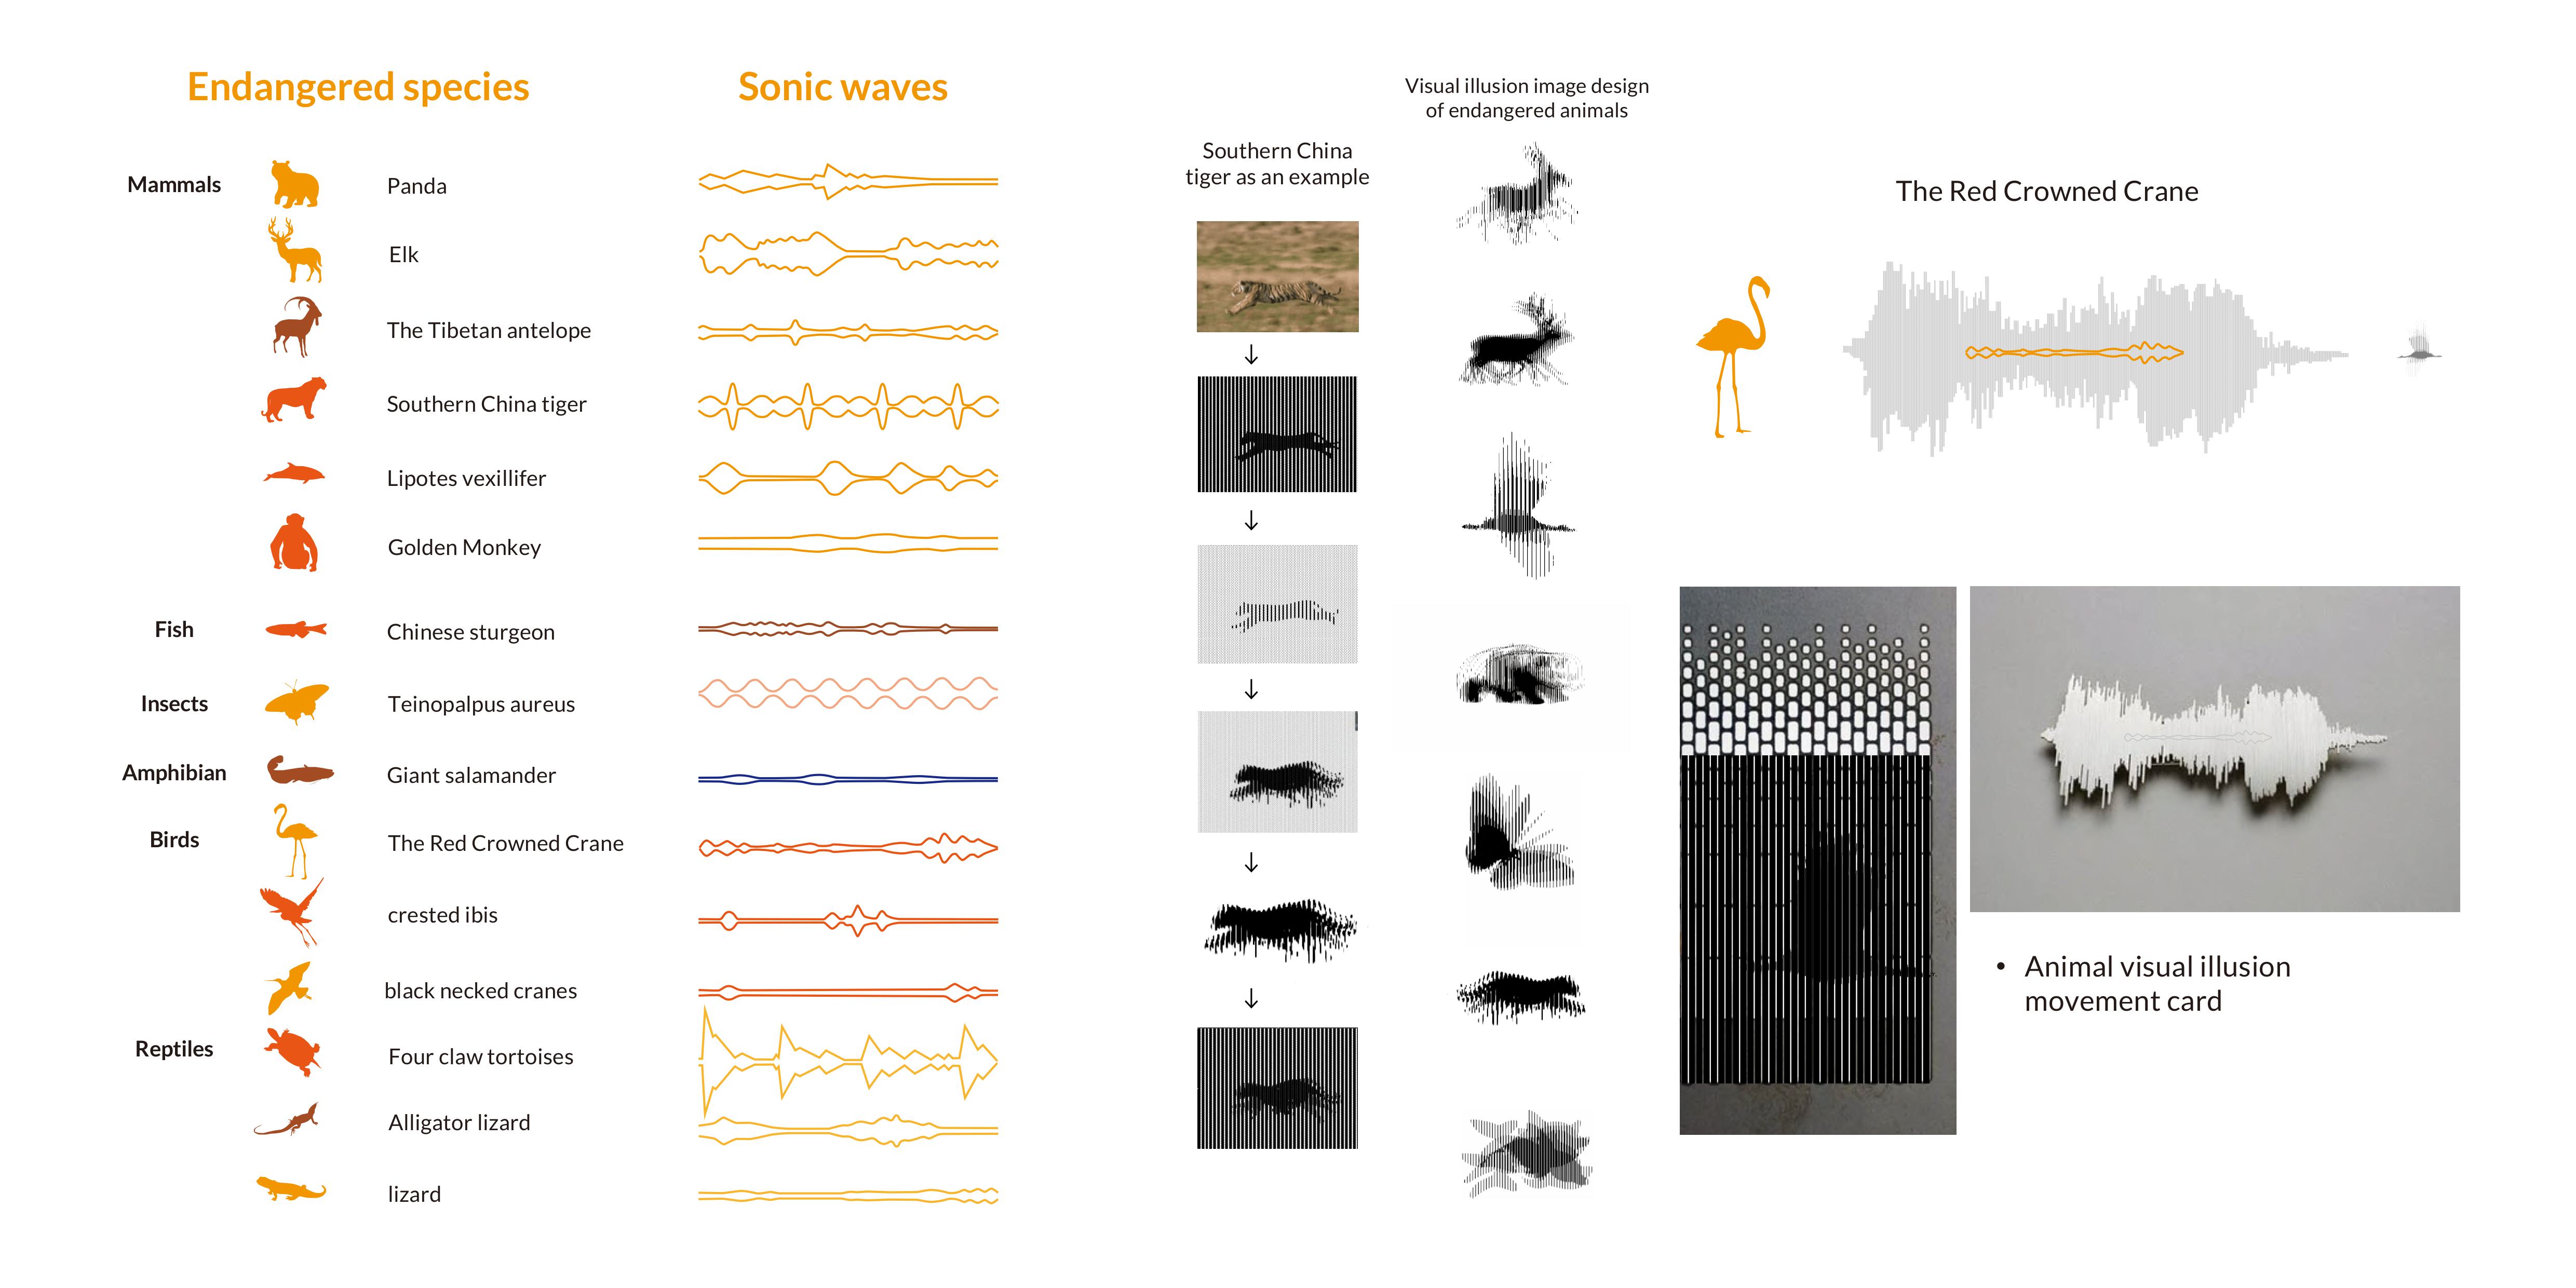 Endangered species
Sonic waves
Mammals
Panda
Elk
The Tibetan antelope
Southern China tiger
Lipotes vexillifer
Golden Monkey
Fish
Chinese sturgeon
Insects
Teinopalpus aureus
Amphibian
Giant salamander
Birds
The Red Crowned Crane
crested ibis
black necked cranes
Reptiles
Four claw tortoises
Alligator lizard
lizard
Southern China
tiger as an example
Visual illusion image design
of endangered animals
The Red Crowned Crane
• Animal visual illusion
movement card